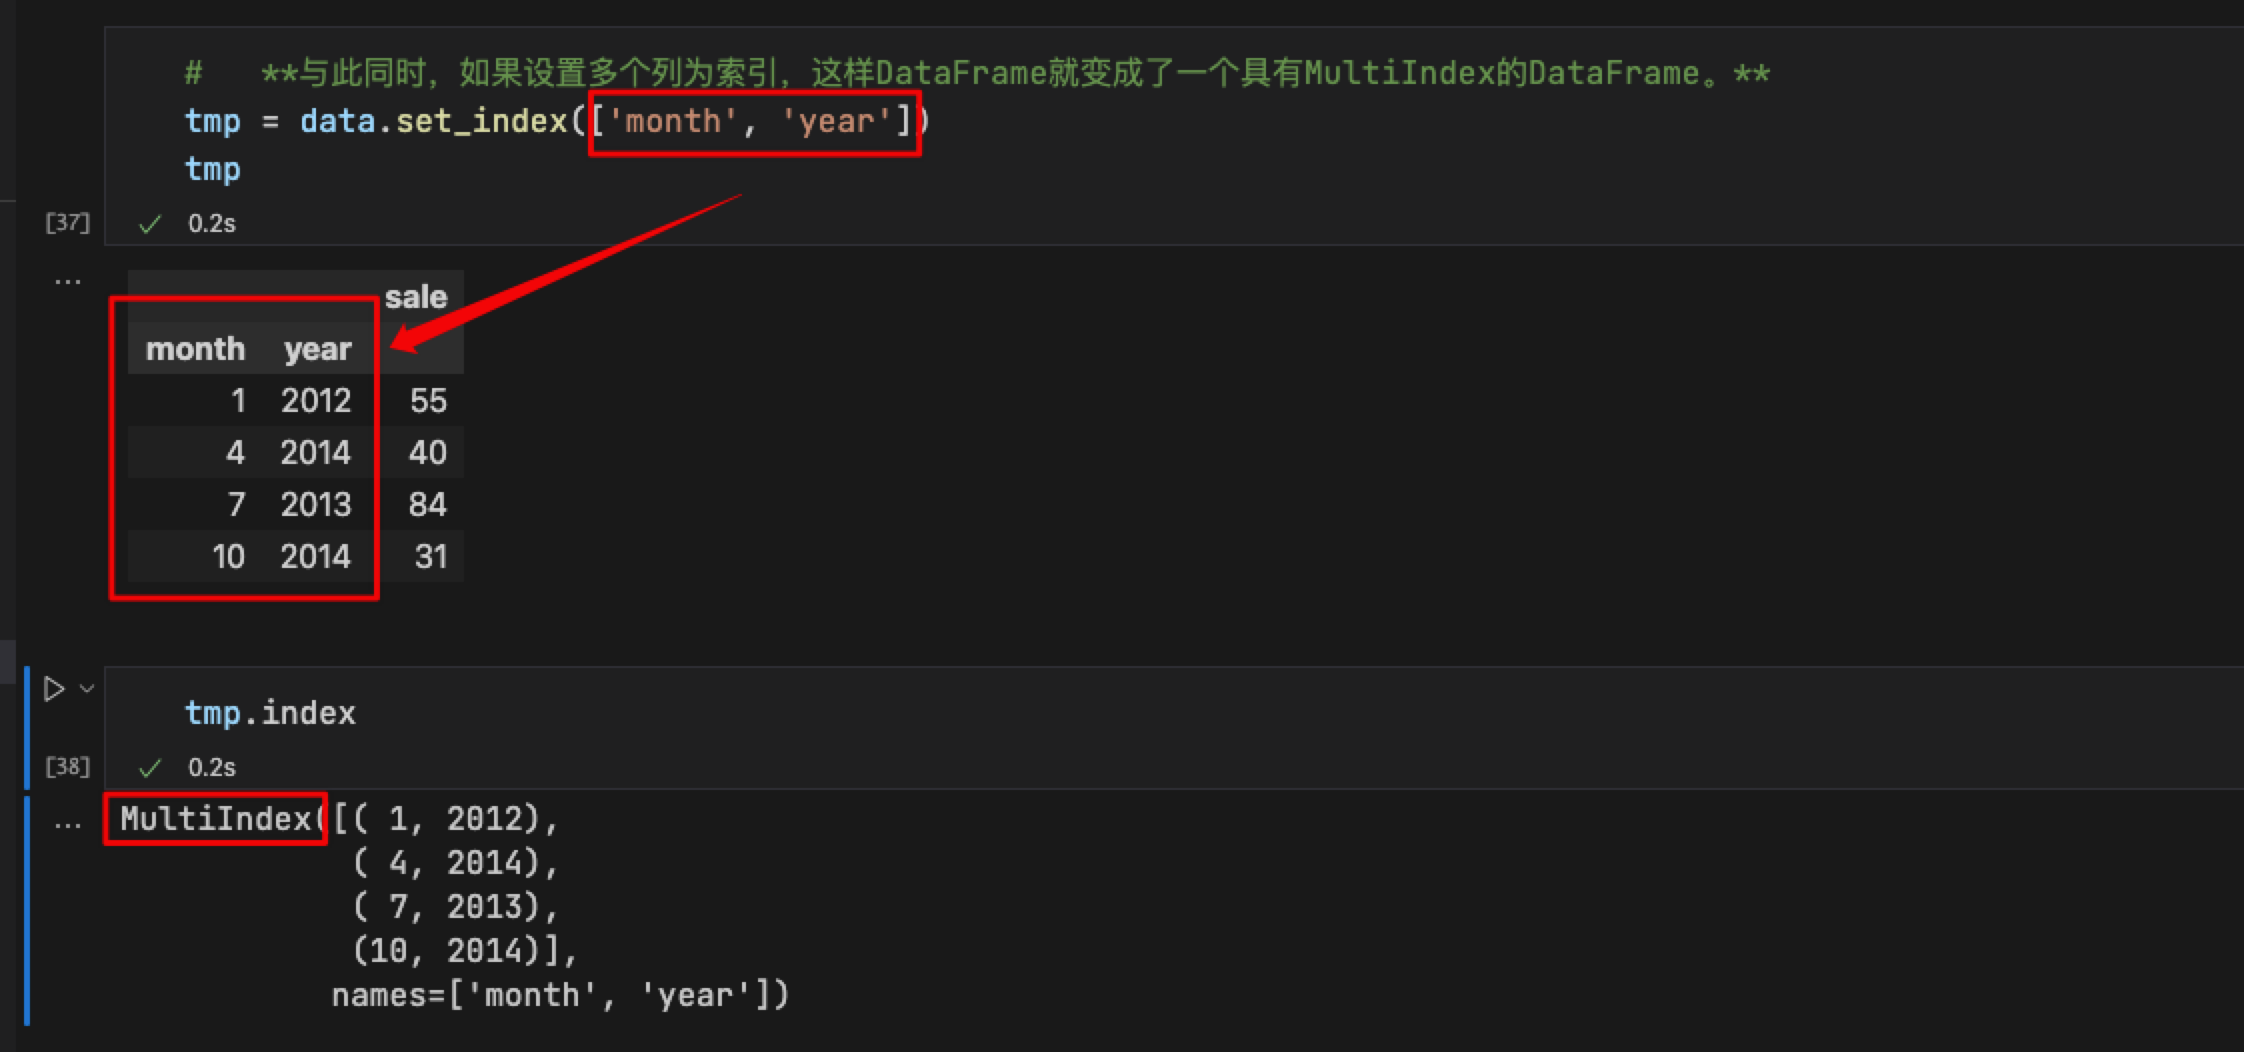 # **与此同时，如果设置多个列为索引，这样DataFrame就变成了一个具有MultiIndex的DataFrame。**
tmp = data.set_index(['month', 'year'])
tmp
[37] ✓ 0.2s
...
sale
month year
1 2012 55
4 2014 40
7 2013 84
10 2014 31
tmp.index
[38] ✓ 0.2s
... MultiIndex([( 1, 2012),
( 4, 2014),
( 7, 2013),
(10, 2014)],
names=['month', 'year'])